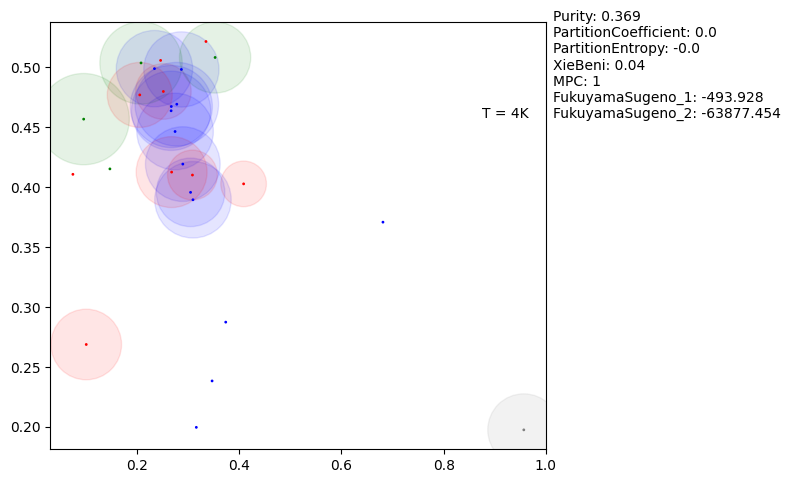 Purity: 0.369
PartitionCoefficient: 0.0
PartitionEntropy: -0.0
XieBeni: 0.04
MPC: 1
FukuyamaSugeno_1: -493.928
FukuyamaSugeno_2: -63877.454
T = 4K
0.50
0.45
0.40
0.35
0.30
0.25
0.20
0.2 0.4 0.6 0.8 1.0